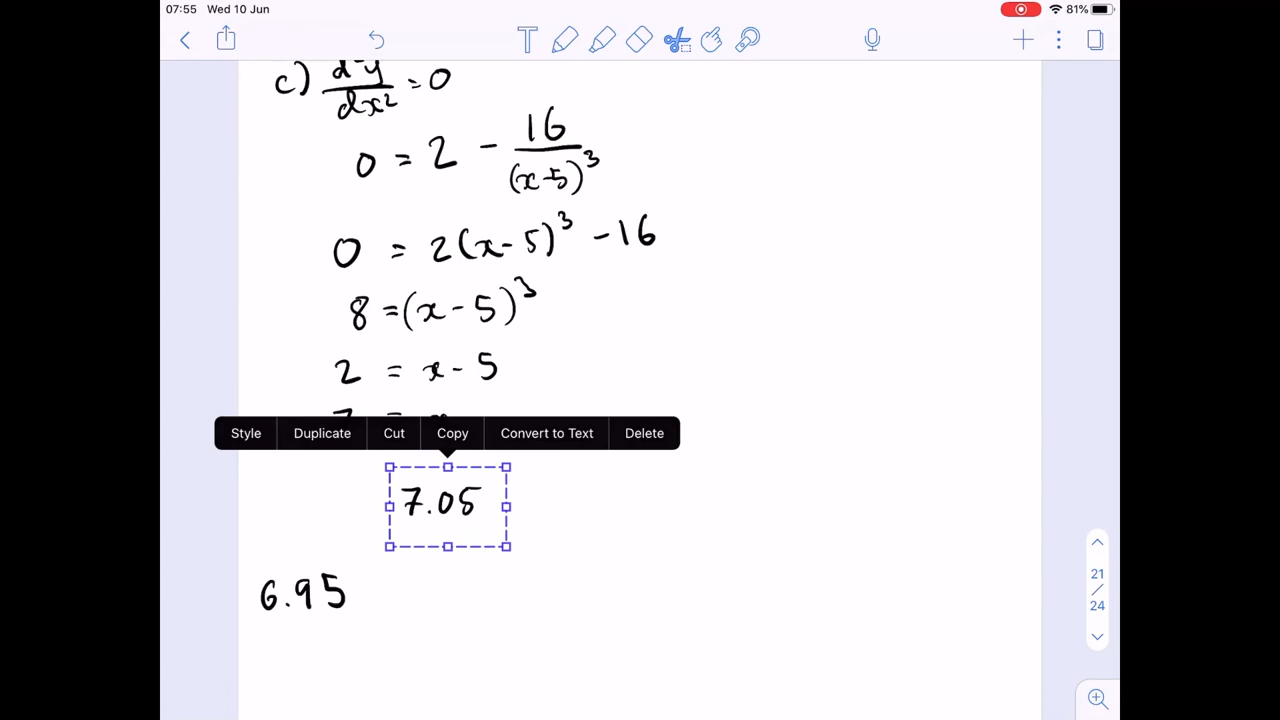 07:55 Wed 10 Jun 81%
T
c) d²y/dx² = 0
0 = 2 - 16/(x-5)³
0 = 2(x-5)³ -16
8 = (x-5)³
2 = x-5
7 = x
Style Duplicate Cut Copy Convert to Text Delete
7.05
6.95
21
/
24